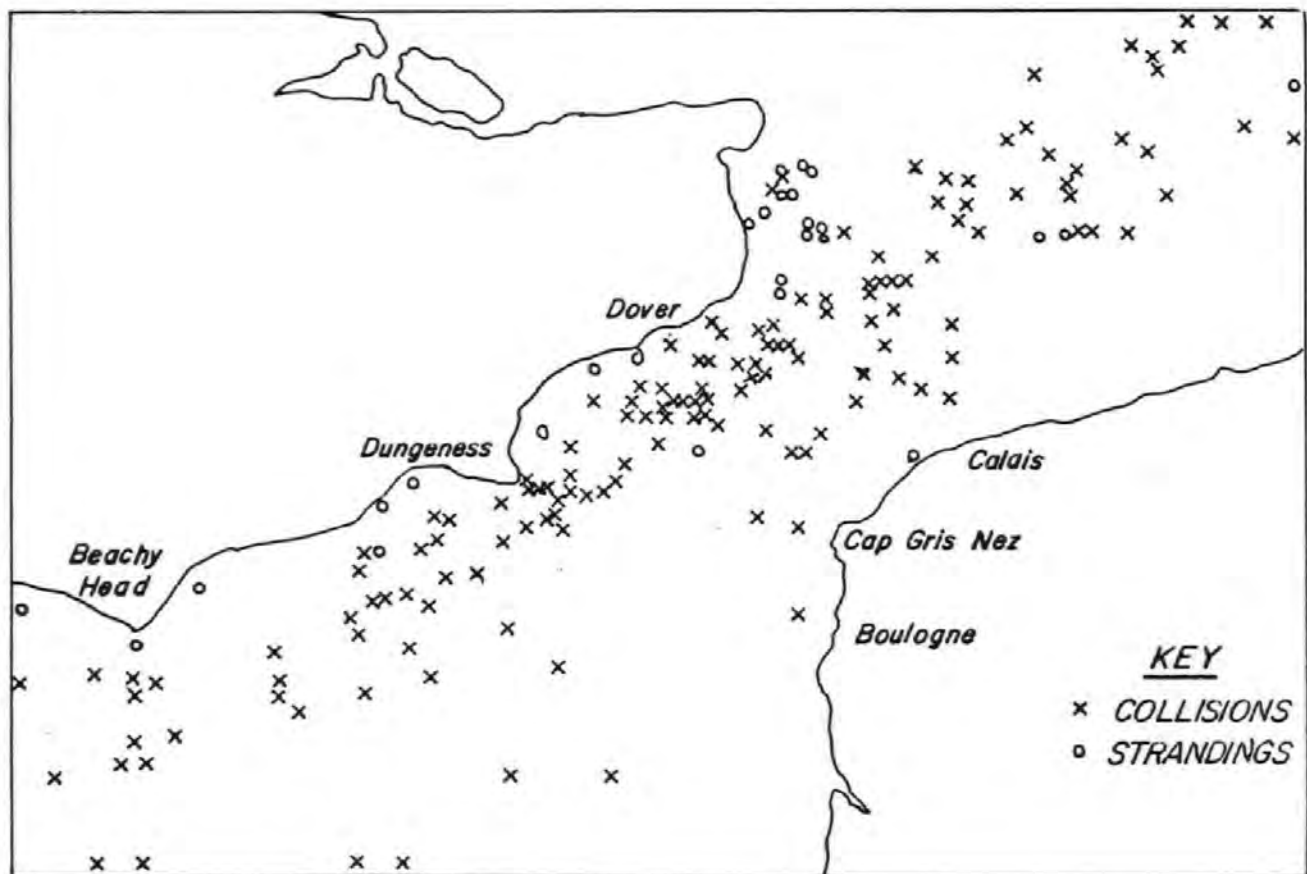 Dover
Dungeness
Calais
Beachy
Head
Cap Gris Nez
Boulogne
KEY
x COLLISIONS
o STRANDINGS